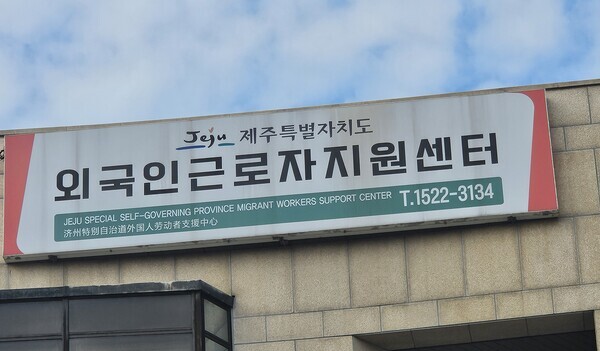 Jeju 제주특별자치도
외국인근로자지원센터
JEJU SPECIAL SELF-GOVERNING PROVINCE MIGRANT WORKERS SUPPORT CENTER T.1522-3134
济州特別自治道外国人劳动者支援中心